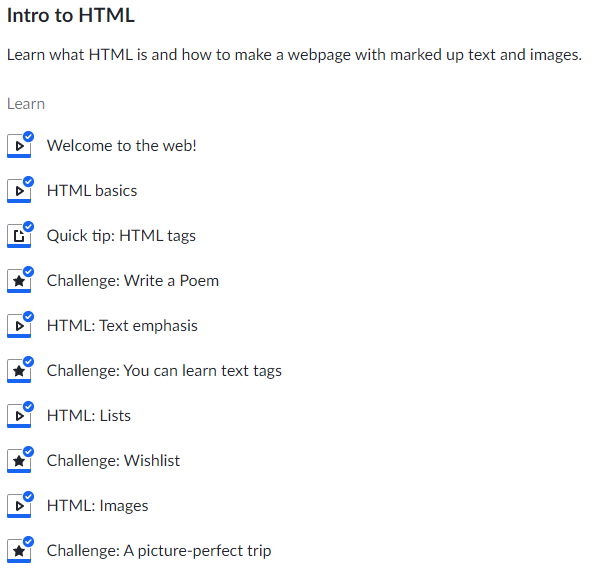 Intro to HTML
Learn what HTML is and how to make a webpage with marked up text and images.
Learn
Welcome to the web!
HTML basics
Quick tip: HTML tags
Challenge: Write a Poem
HTML: Text emphasis
Challenge: You can learn text tags
HTML: Lists
Challenge: Wishlist
HTML: Images
Challenge: A picture-perfect trip